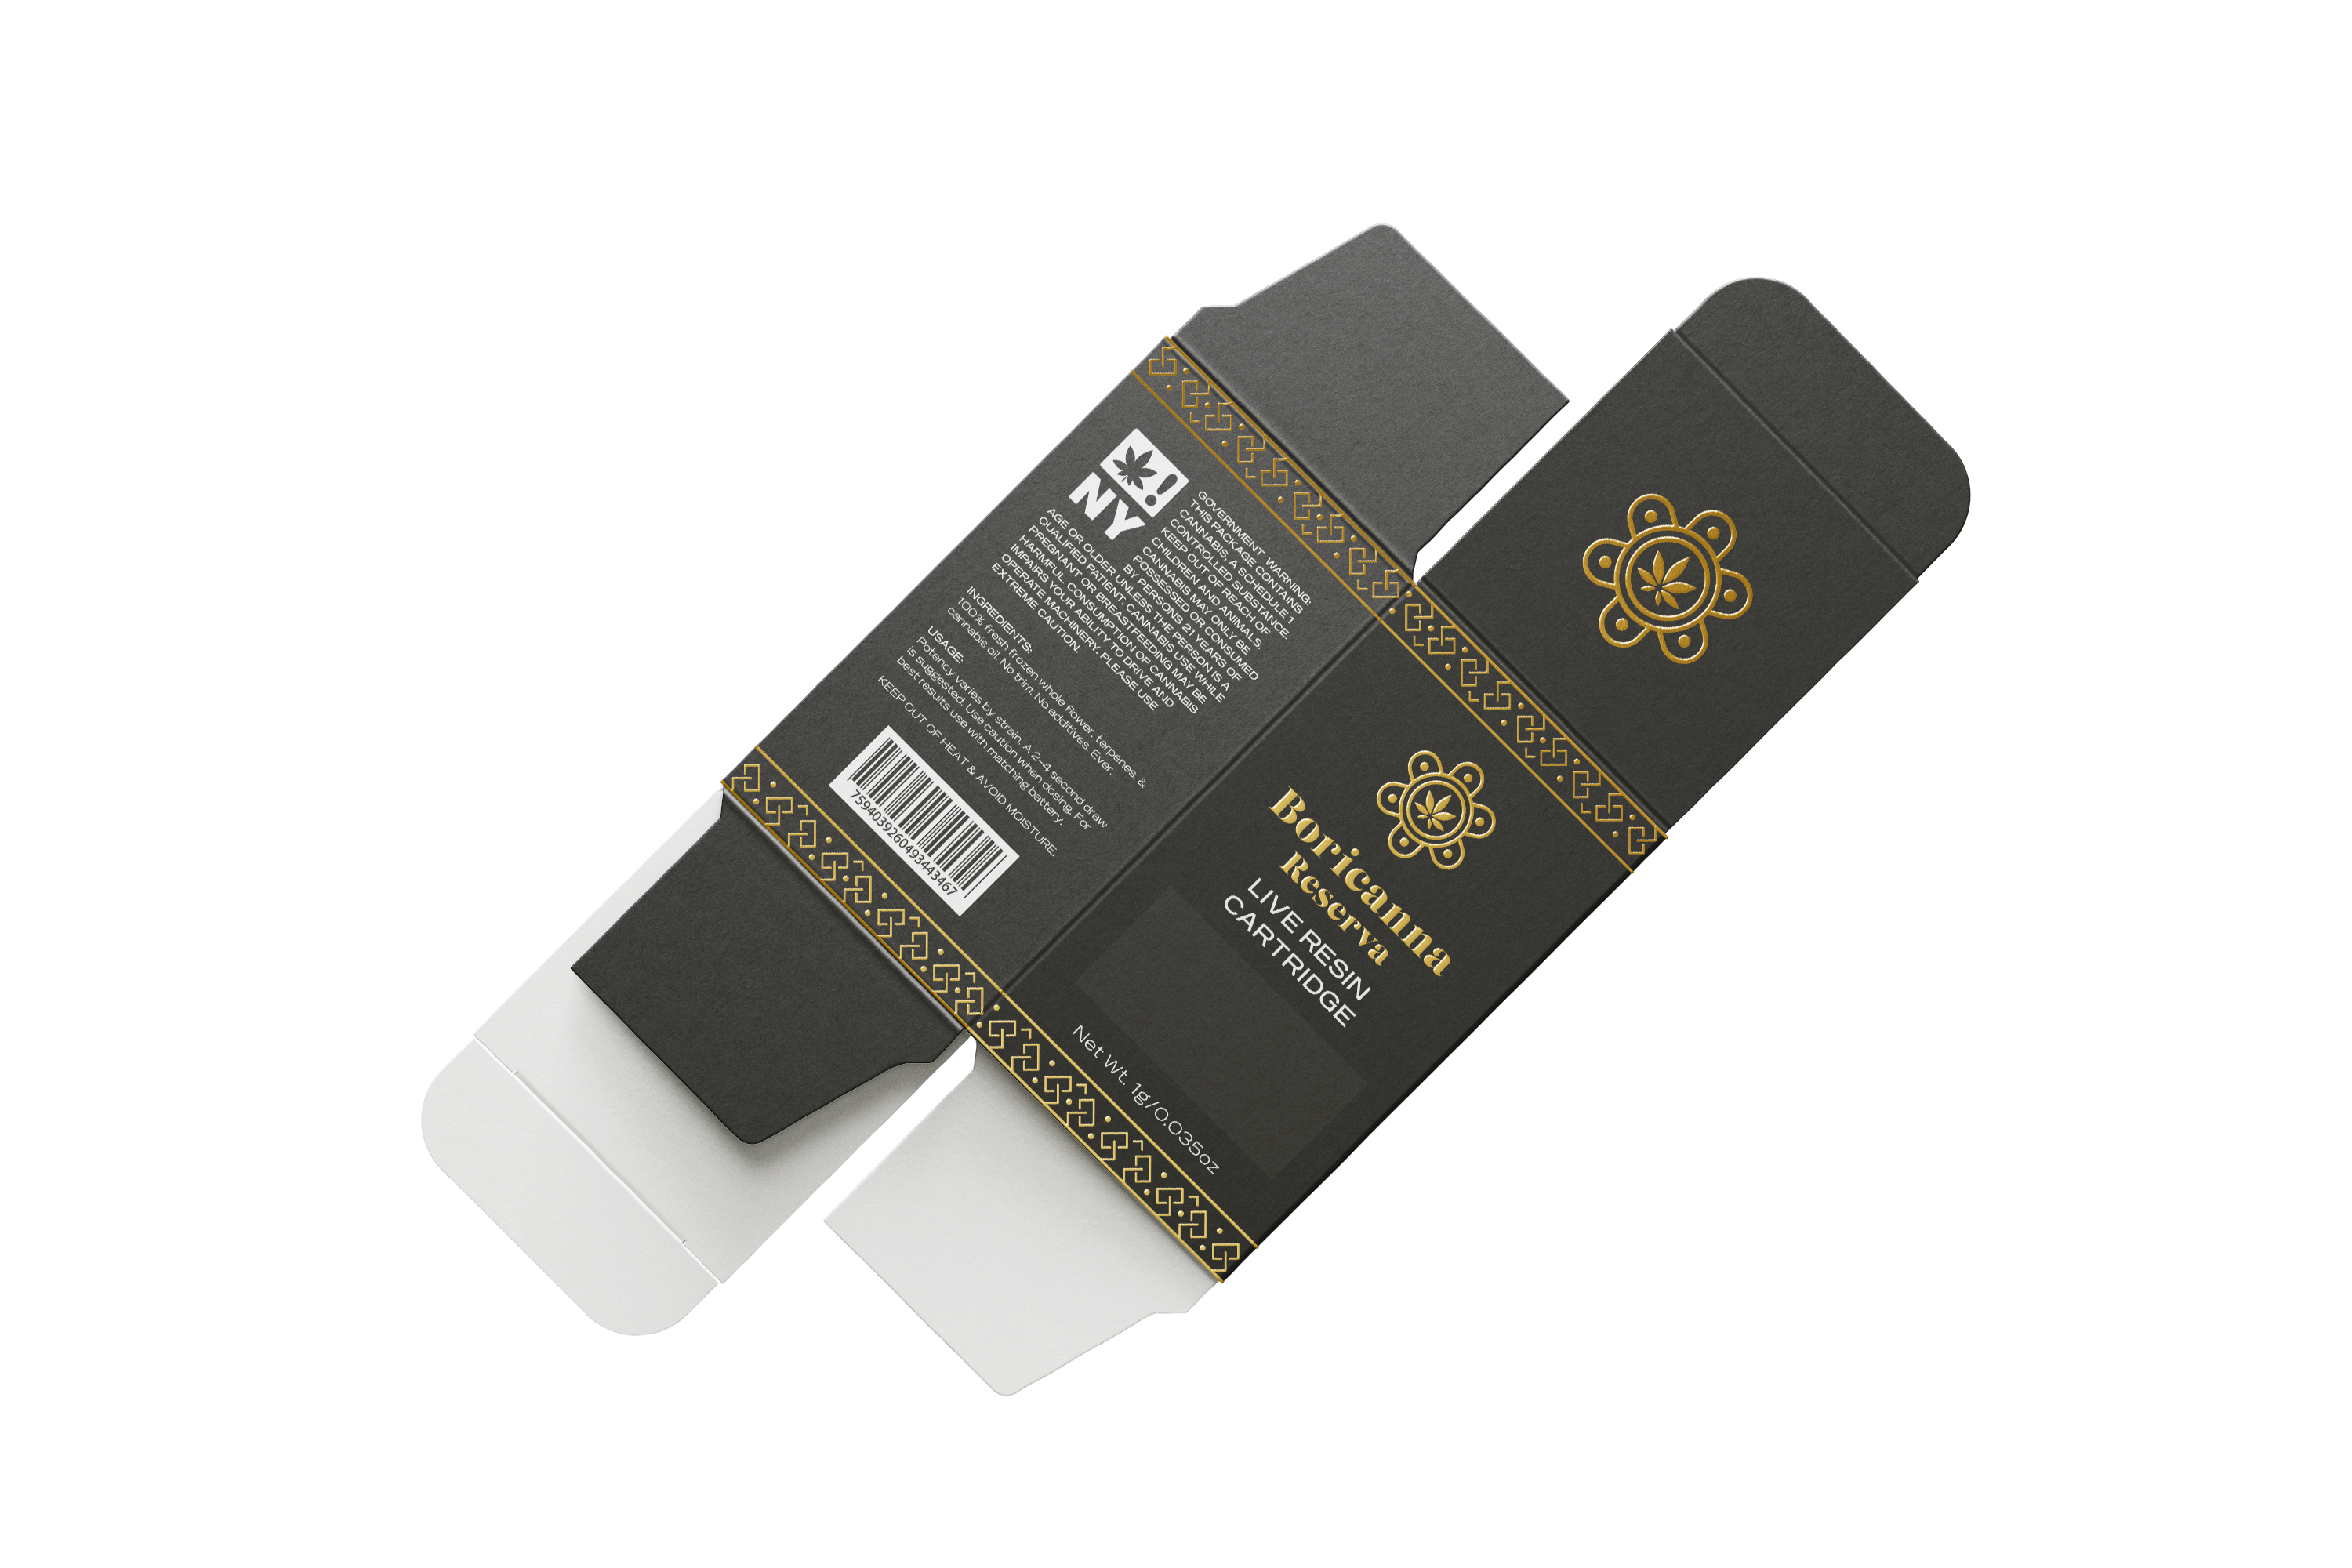 NY
GOVERNMENT WARNING:
THIS PACKAGE CONTAINS
CANNABIS, A SCHEDULE 1
CONTROLLED SUBSTANCE.
KEEP OUT OF REACH OF
CHILDREN AND ANIMALS.
CANNABIS MAY ONLY BE
POSSESSED OR CONSUMED
BY PERSONS 21 YEARS OF
AGE OR OLDER UNLESS THE PERSON IS A
QUALIFIED PATIENT. CANNABIS USE WHILE
PREGNANT OR BREASTFEEDING MAY BE
HARMFUL. CONSUMPTION OF CANNABIS
IMPAIRS YOUR ABILITY TO DRIVE AND
OPERATE MACHINERY. PLEASE USE
EXTREME CAUTION.
INGREDIENTS:
100% fresh frozen whole flower, terpenes, &
cannabis oil. No trim. No additives. Ever.
USAGE:
Potency varies by strain. A 2-4 second draw
is suggested. Use caution when dosing. For
best results use with matching battery.
KEEP OUT OF HEAT & AVOID MOISTURE.
759403926049344​3467
Boricanna
Reserva
LIVE RESIN
CARTRIDGE
Net Wt. 1g/0.035oz